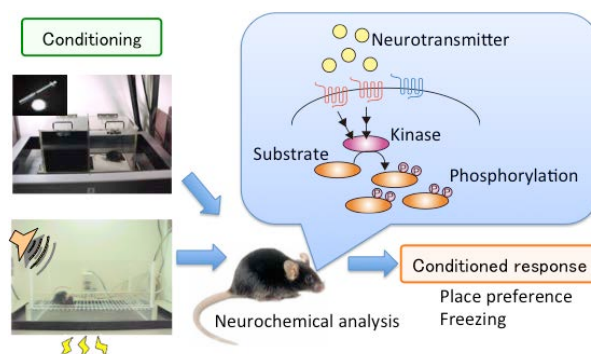 Conditioning
Neurotransmitter
Kinase
Substrate
Phosphorylation
P
P
P
P
P
P
Conditioned response
Place preference
Freezing
Neurochemical analysis